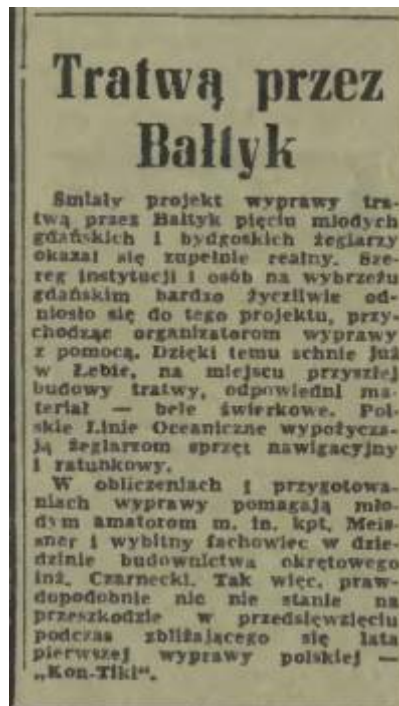 Tratwą przez
Bałtyk
Śmiały projekt wyprawy tra-
twą przez Bałtyk pięciu młodych
gdańskich i bydgoskich żeglarzy
okazał się zupełnie realny. Sze-
reg instytucji i osób na wybrzeżu
gdańskim bardzo życzliwie od-
niosło się do tego projektu, przy-
chodząc organizatorom wyprawy
z pomocą. Dzięki temu schnie już
w Łebie, na miejscu przyszłej
budowy tratwy, odpowiedni ma-
teriał — bele świerkowe. Pol-
skie Linie Oceaniczne wypożycza-
ją żeglarzom sprzęt nawigacyjny
i ratunkowy.
W obliczeniach i przygotowa-
niach wyprawy pomagają mło-
dym amatorom m. in. kpt. Meis-
sner i wybitny fachowiec w dzie-
dzinie budownictwa okrętowego
inż. Czarnecki. Tak więc, praw-
dopodobnie nic nie stanie na
przeszkodzie w przedsięwzięciu
podczas zbliżającego się lata
pierwszej wyprawy polskiej —
„Kon-Tiki".